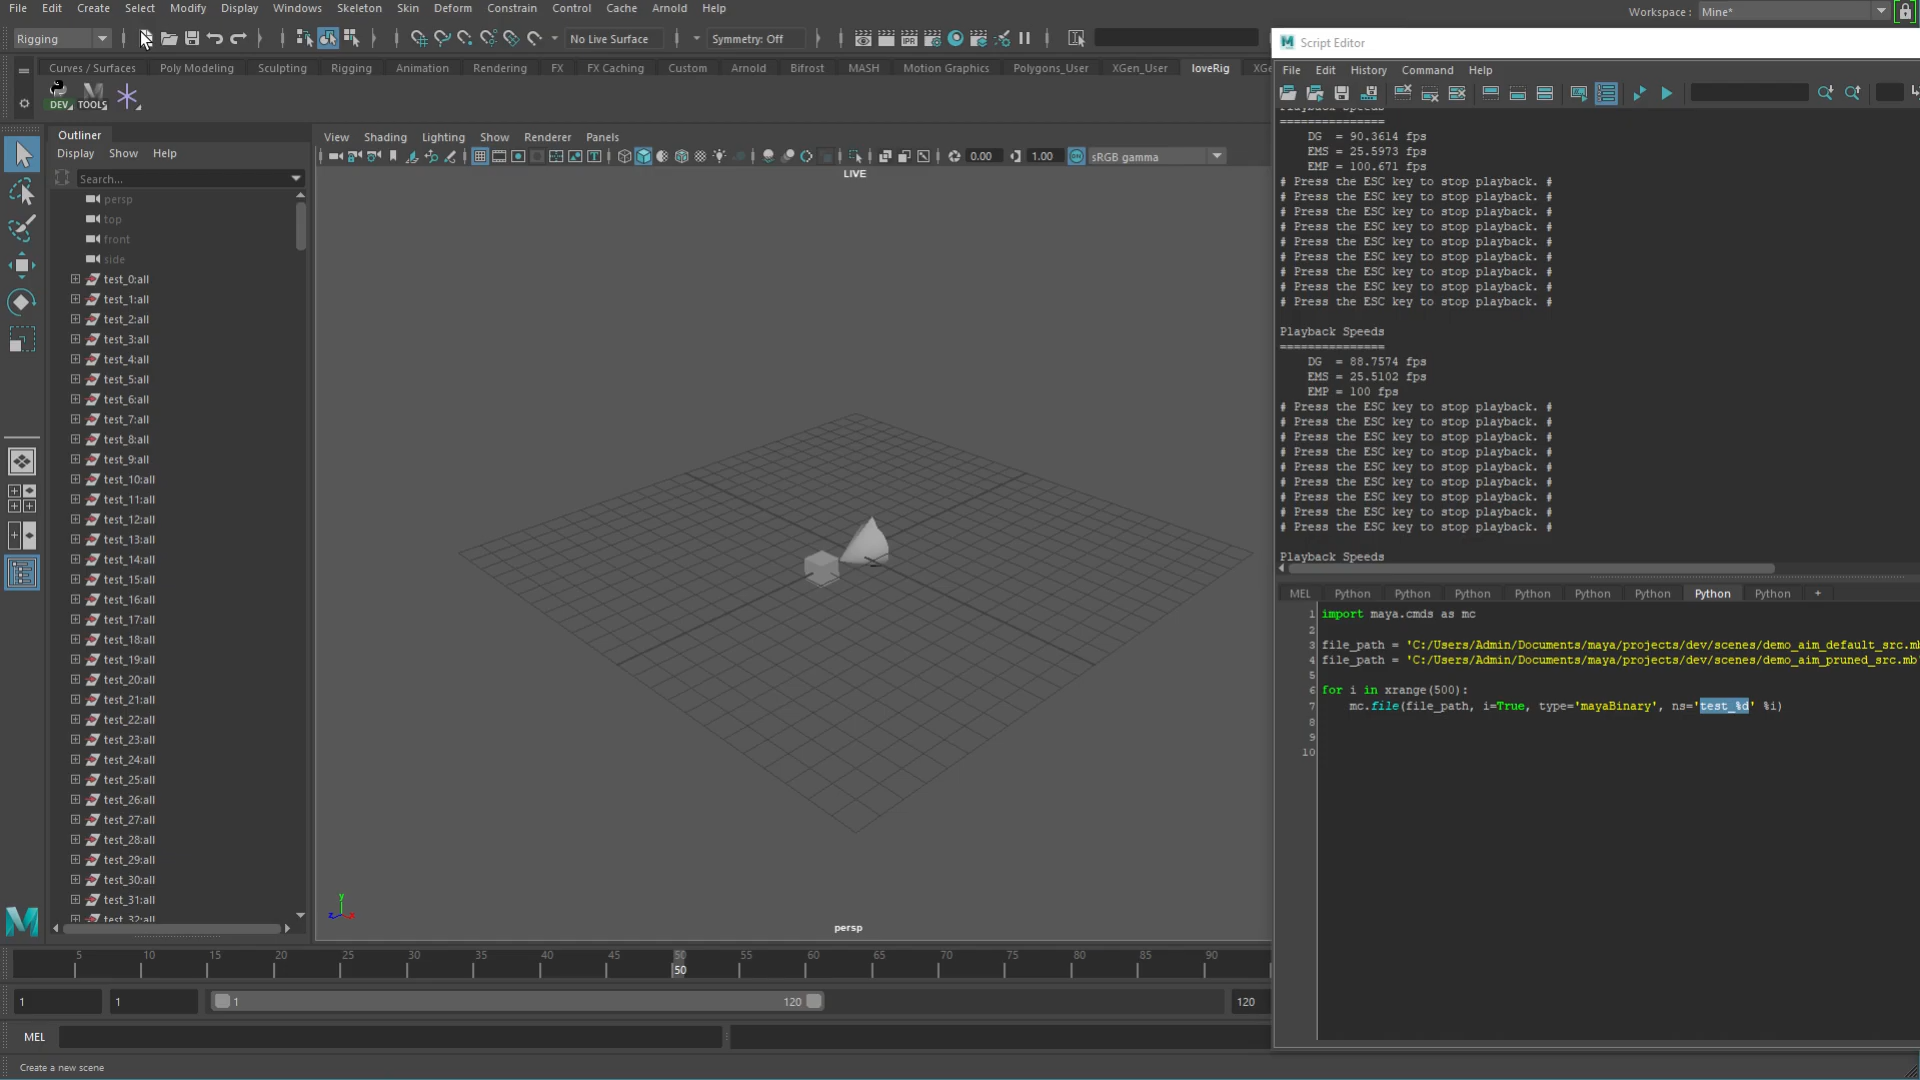 File Edit Create Select Modify Display Windows Skeleton Skin Deform Constrain Control Cache Arnold Help
Workspace : Mine*
Rigging
No Live Surface
Symmetry: Off
Curves / Surfaces Poly Modeling Sculpting Rigging Animation Rendering FX FX Caching Custom Arnold Bifrost MASH Motion Graphics Polygons_User XGen_User loveRig XGe
DEV TOOLS
Outliner
Display Show Help
Search...
persp
top
front
side
test_0:all
test_1:all
test_2:all
test_3:all
test_4:all
test_5:all
test_6:all
test_7:all
test_8:all
test_9:all
test_10:all
test_11:all
test_12:all
test_13:all
test_14:all
test_15:all
test_16:all
test_17:all
test_18:all
test_19:all
test_20:all
test_21:all
test_22:all
test_23:all
test_24:all
test_25:all
test_26:all
test_27:all
test_28:all
test_29:all
test_30:all
test_31:all
test_32:all
View Shading Lighting Show Renderer Panels
0.00 1.00 sRGB gamma
LIVE
y
z x
persp
Script Editor
File Edit History Command Help
Playback Speeds
===============
DG = 90.3614 fps
EMS = 25.5973 fps
EMP = 100.671 fps
# Press the ESC key to stop playback. #
# Press the ESC key to stop playback. #
# Press the ESC key to stop playback. #
# Press the ESC key to stop playback. #
# Press the ESC key to stop playback. #
# Press the ESC key to stop playback. #
# Press the ESC key to stop playback. #
# Press the ESC key to stop playback. #
# Press the ESC key to stop playback. #
Playback Speeds
===============
DG = 88.7574 fps
EMS = 25.5102 fps
EMP = 100 fps
# Press the ESC key to stop playback. #
# Press the ESC key to stop playback. #
# Press the ESC key to stop playback. #
# Press the ESC key to stop playback. #
# Press the ESC key to stop playback. #
# Press the ESC key to stop playback. #
# Press the ESC key to stop playback. #
# Press the ESC key to stop playback. #
# Press the ESC key to stop playback. #
Playback Speeds
MEL Python Python Python Python Python Python Python Python +
1 import maya.cmds as mc
2
3 file_path = 'C:/Users/Admin/Documents/maya/projects/dev/scenes/demo_aim_default_src.mb
4 file_path = 'C:/Users/Admin/Documents/maya/projects/dev/scenes/demo_aim_pruned_src.mb'
5
6 for i in xrange(500):
7 mc.file(file_path, i=True, type='mayaBinary', ns='test_%d' %i)
8
9
10
5 10 15 20 25 30 35 40 45 50 55 60 65 70 75 80 85 90
50
1 1 1 120 120
MEL
Create a new scene